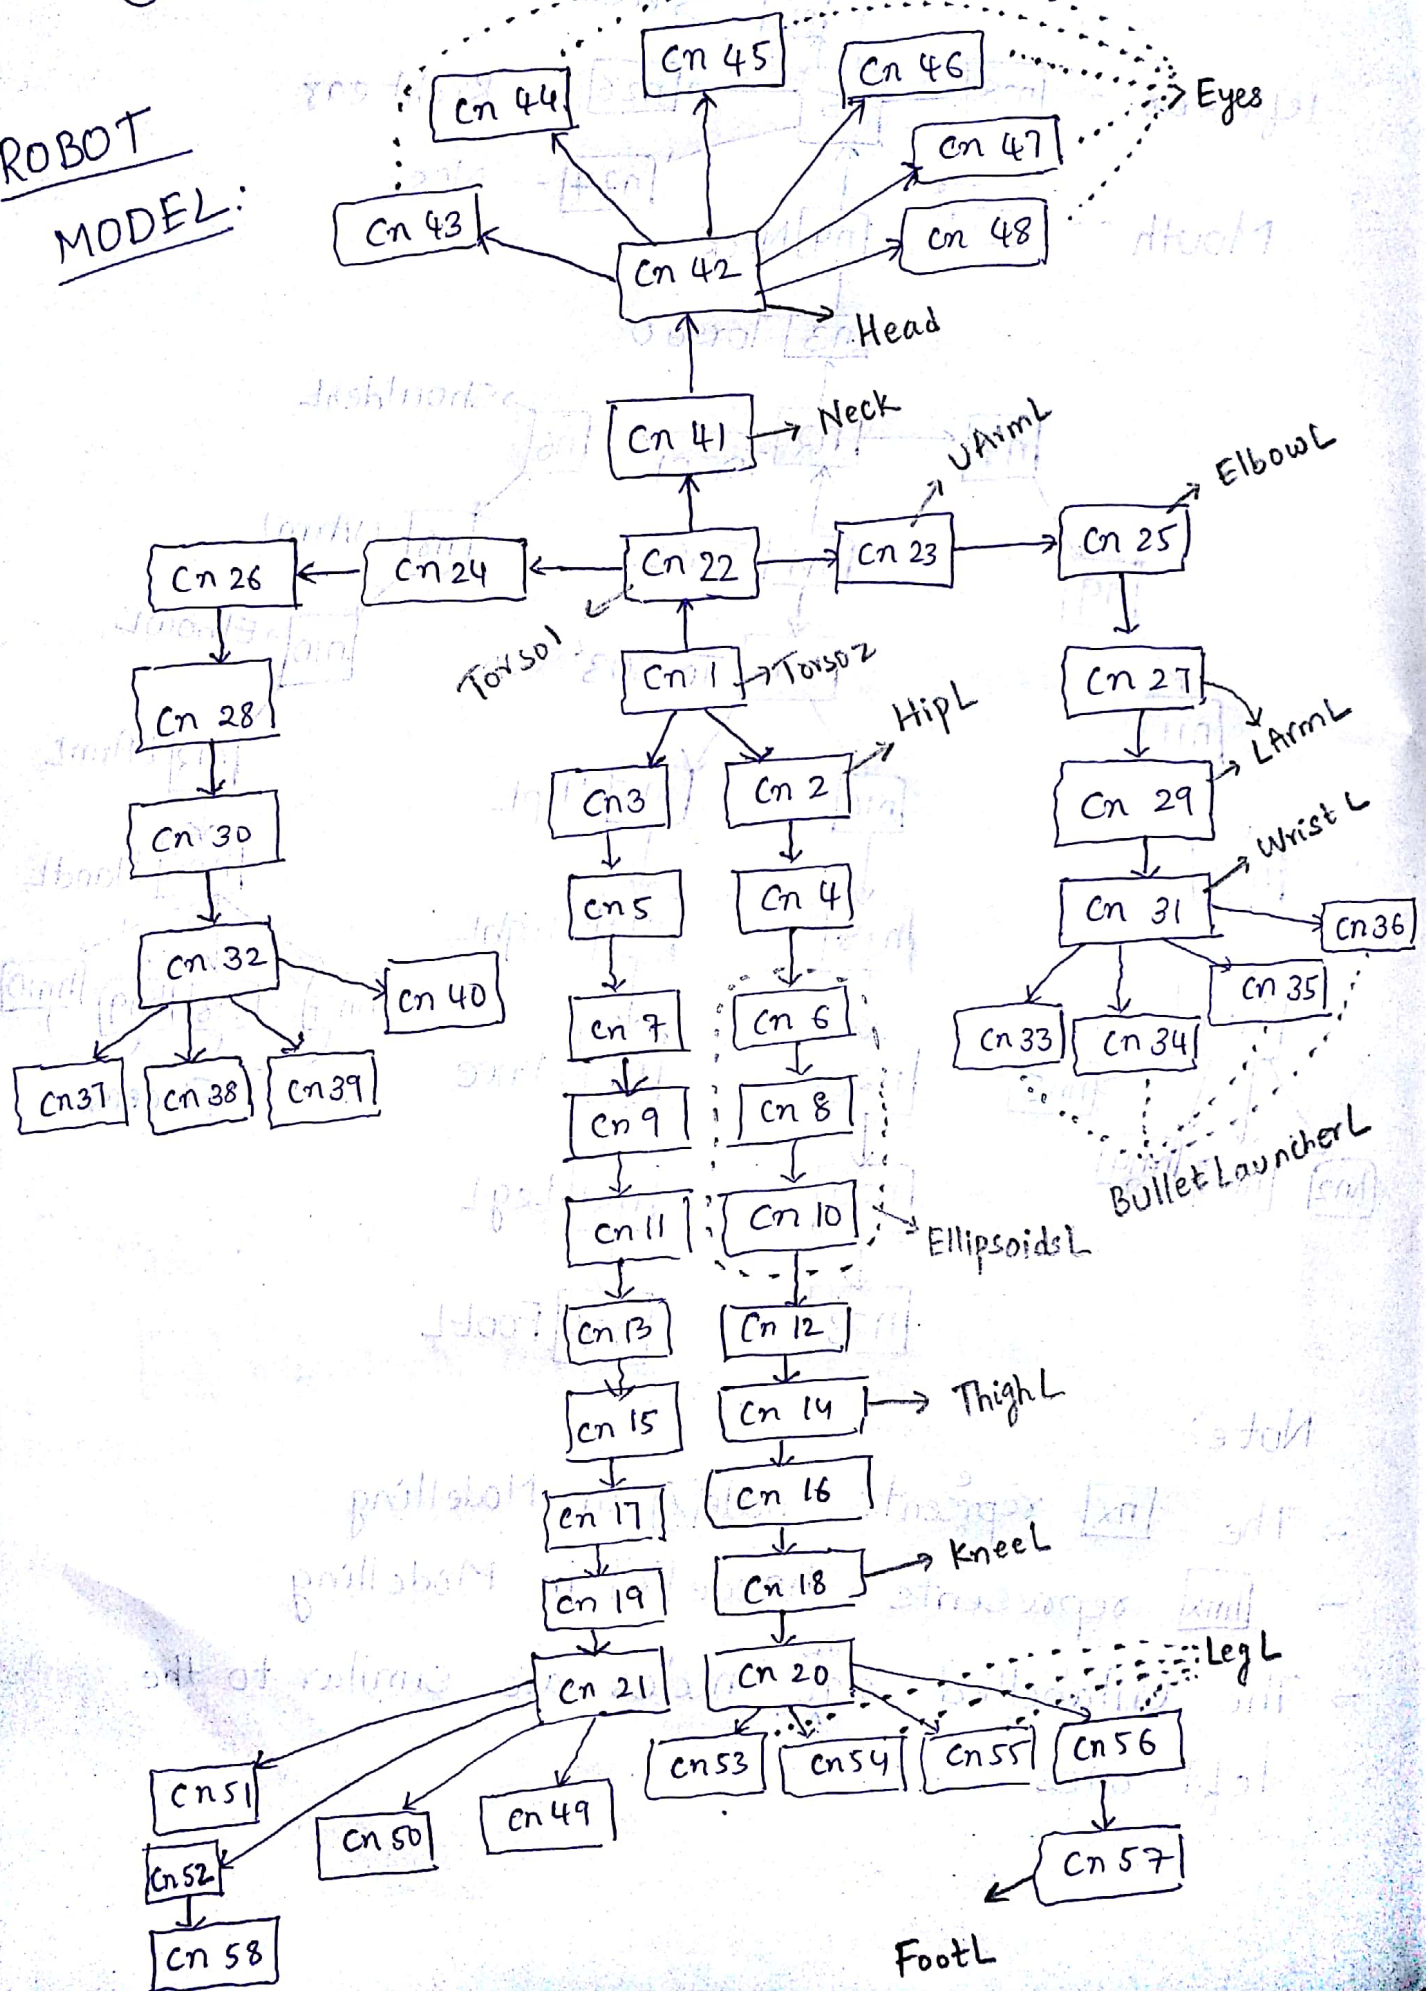 ROBOT
MODEL:
Cn 45
Cn 46
Cn 44
Eyes
Cn 47
Cn 43
Cn 48
Cn 42
Head
Cn 41
Neck
UArmL
ElbowL
Cn 26
Cn 24
Cn 22
Cn 23
Cn 25
Torso1
Cn 1
Torso2
Cn 27
Cn 28
HipL
LArmL
Cn3
Cn 2
Cn 29
Cn 30
Wrist L
Cn5
Cn 4
Cn 31
Cn36
Cn 32
Cn 40
Cn 35
Cn 7
Cn 6
Cn 33
Cn 34
Cn37
Cn 38
Cn39
Cn 9
Cn 8
Bullet LauncherL
Cn 11
Cn 10
EllipsoidsL
Cn 13
Cn 12
Cn 15
Cn 14
ThighL
Cn 17
Cn 16
Cn 19
Cn 18
KneeL
Cn 21
Cn 20
LegL
Cn53
Cn54
Cn55
Cn 56
Cn51
Cn 50
Cn 49
Cn52
Cn 57
Cn 58
FootL